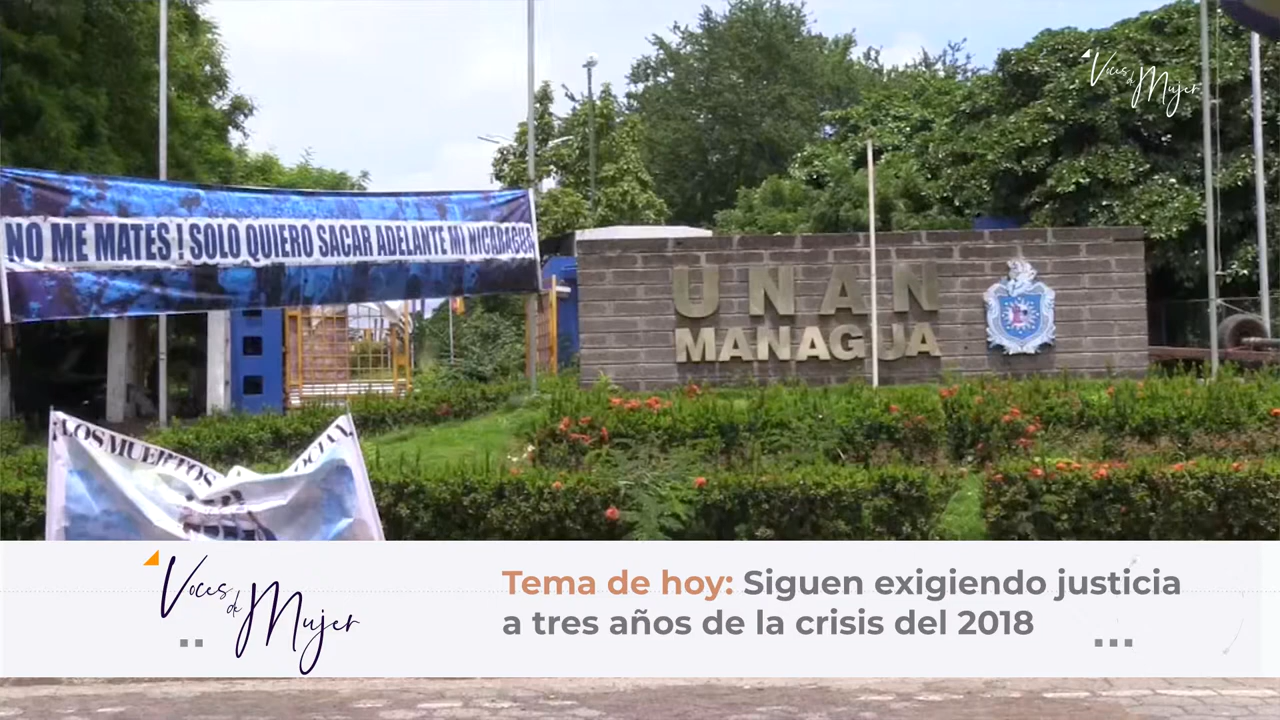 Voces de Mujer
NO ME MATES ! SOLO QUIERO SACAR ADELANTE MI NICARAGUA
UNAN
MANAGUA
¡LOS MUERTOS
Voces de Mujer
Tema de hoy: Siguen exigiendo justicia
a tres años de la crisis del 2018